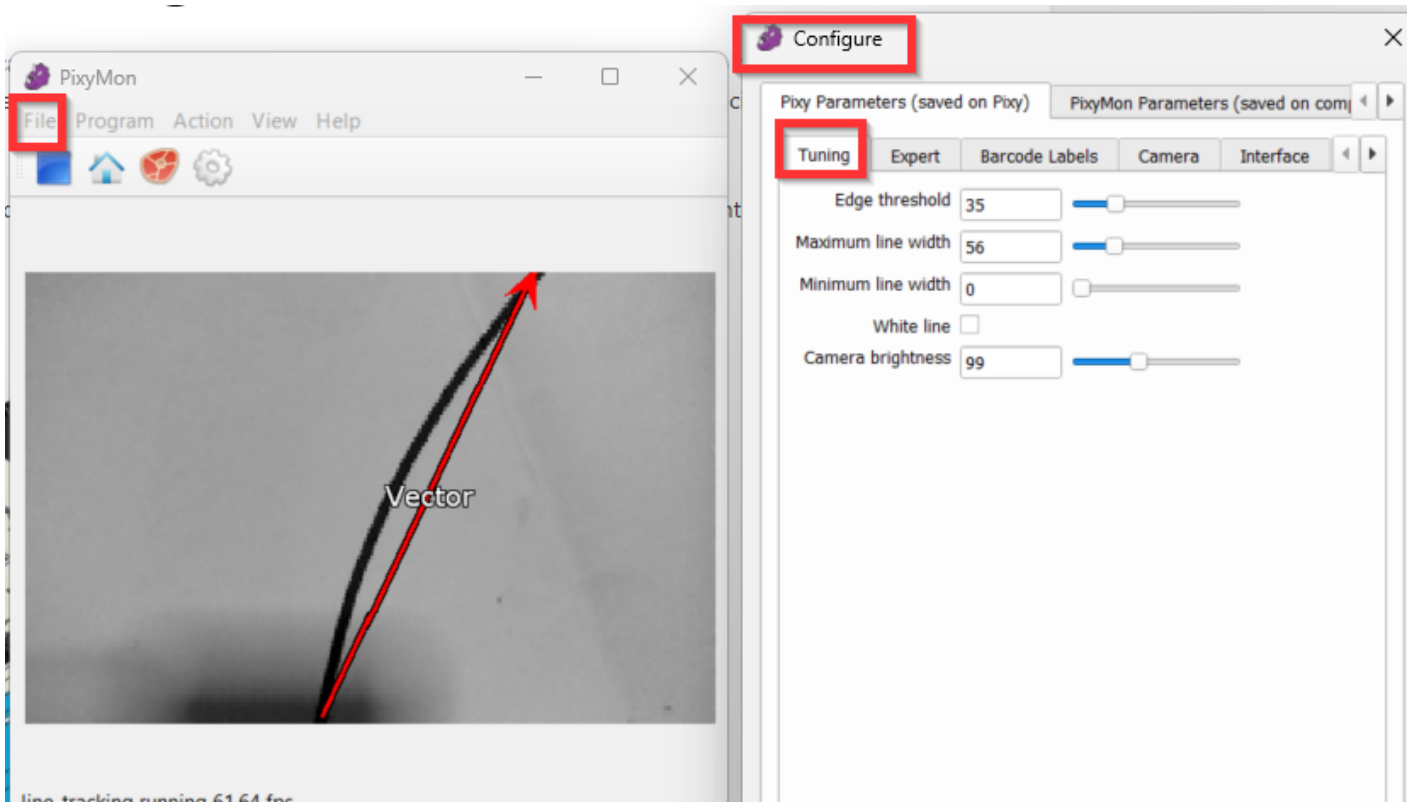 PixyMon
File Program Action View Help
Vector
line_tracking running 61.64 fps
Configure
Pixy Parameters (saved on Pixy) PixyMon Parameters (saved on
Tuning Expert Barcode Labels Camera Interface
Edge threshold 35
Maximum line width 56
Minimum line width 0
White line
Camera brightness 99